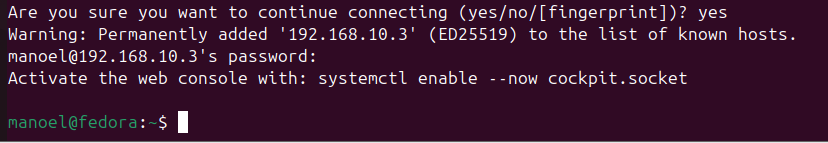 Are you sure you want to continue connecting (yes/no/[fingerprint])? yes
Warning: Permanently added '192.168.10.3' (ED25519) to the list of known hosts.
manoel@192.168.10.3's password:
Activate the web console with: systemctl enable --now cockpit.socket
manoel@fedora:~$